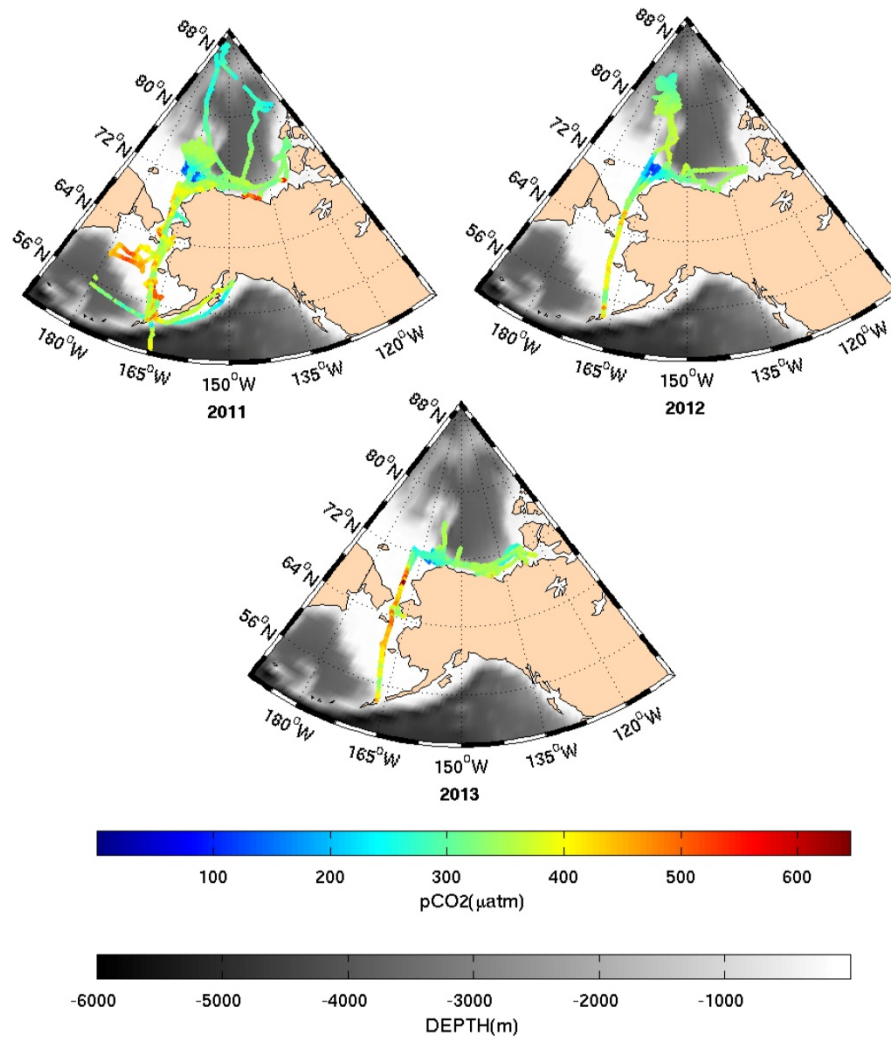 88°N
80°N
72°N
64°N
56°N
180°W
165°W
150°W
135°W
120°W
2011
88°N
80°N
72°N
64°N
56°N
180°W
165°W
150°W
135°W
120°W
2012
88°N
80°N
72°N
64°N
56°N
180°W
165°W
150°W
135°W
120°W
2013
100 200 300 400 500 600
pCO2(μatm)
-6000 -5000 -4000 -3000 -2000 -1000
DEPTH(m)